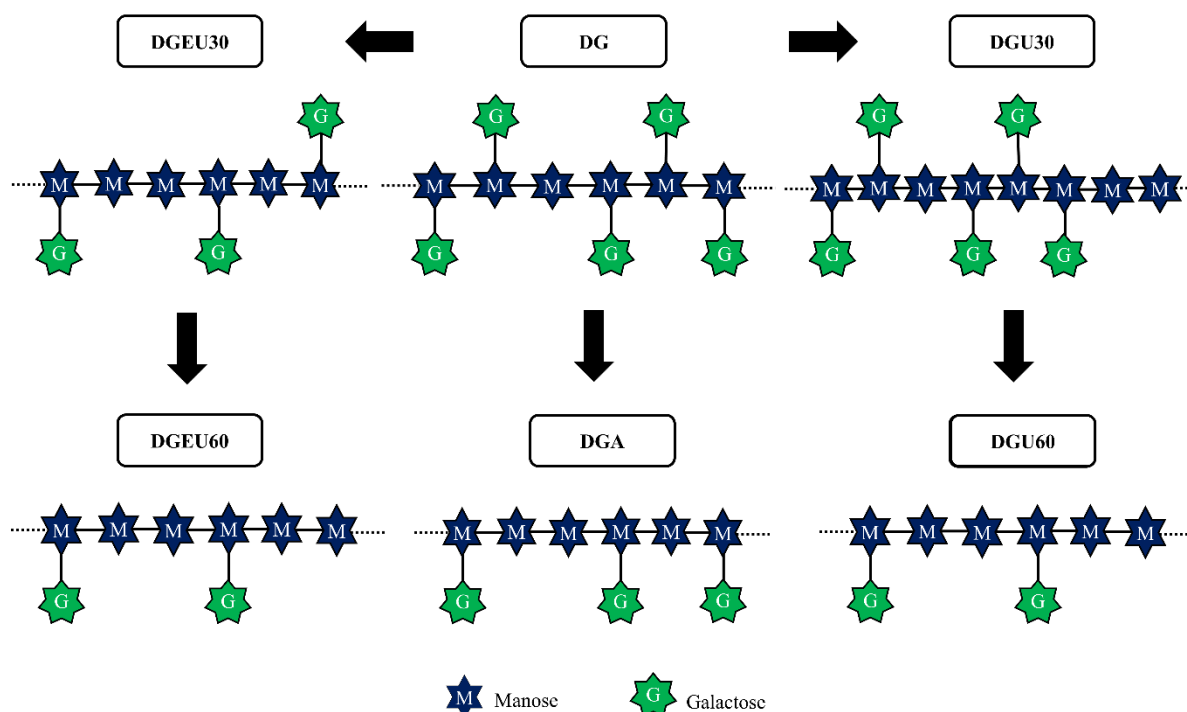 DGEU30 DG DGU30
G G G G G
M M M M M M M M M M M M M M M M M M M M
G G G G G G G G
DGEU60 DGA DGU60
M M M M M M M M M M M M M M M M M M
G G G G G G G
M Manose G Galactose